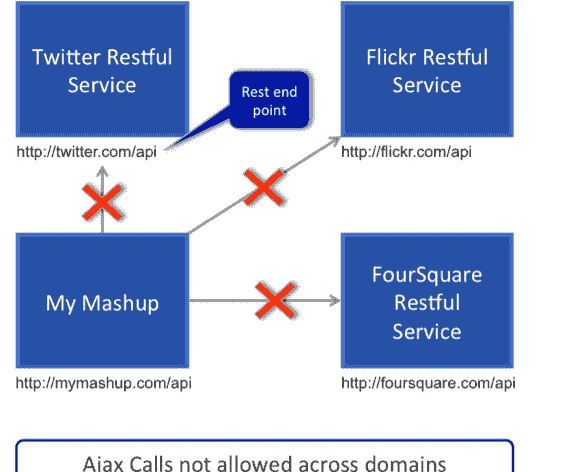 Twitter Restful
Service
Flickr Restful
Service
Rest end
point
http://twitter.com/api
http://flickr.com/api
My Mashup
FourSquare
Restful
Service
http://mymashup.com/api
http://foursquare.com/api
Ajax Calls not allowed across domains